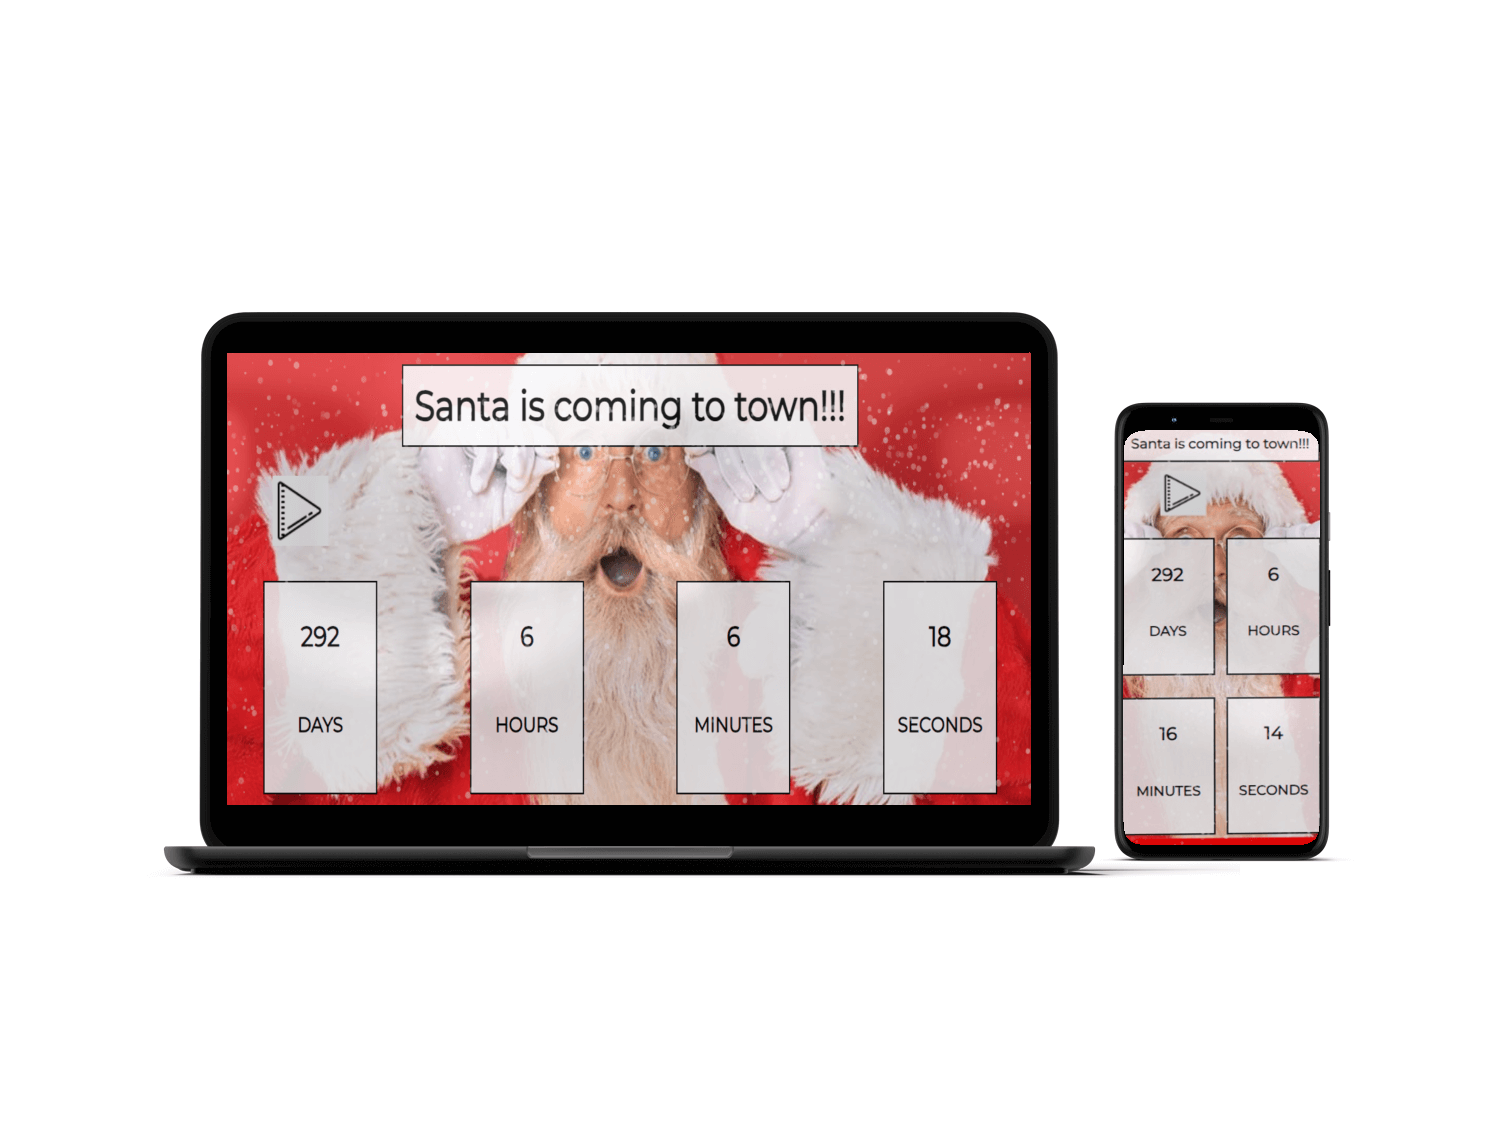 Santa is coming to town!!!
292 6 6 18
DAYS HOURS MINUTES SECONDS
Santa is coming to town!!!
292 6
DAYS HOURS
16 14
MINUTES SECONDS